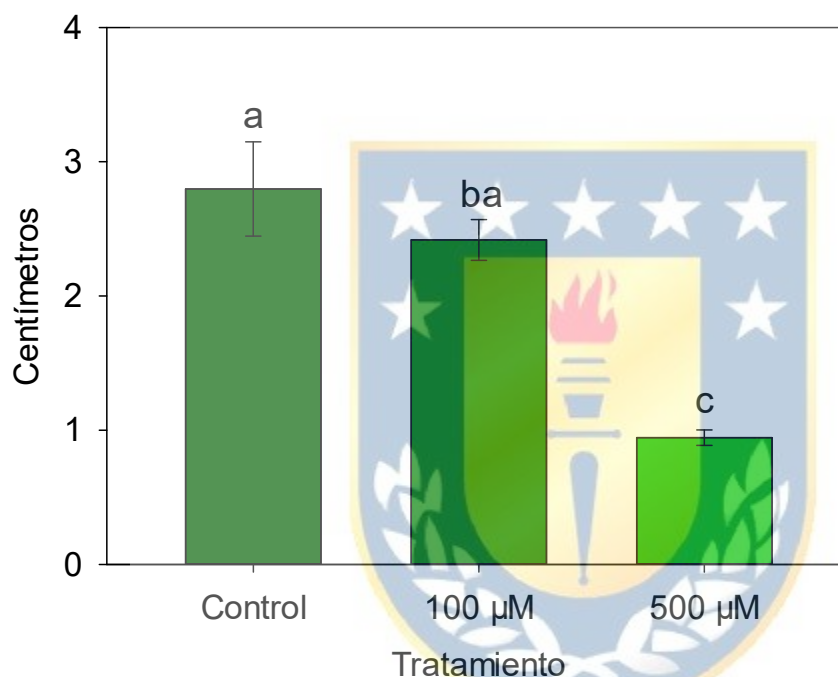 4
3
2
1
0
Centímetros
a
ba
c
Control
100 µM
500 µM
Tratamiento